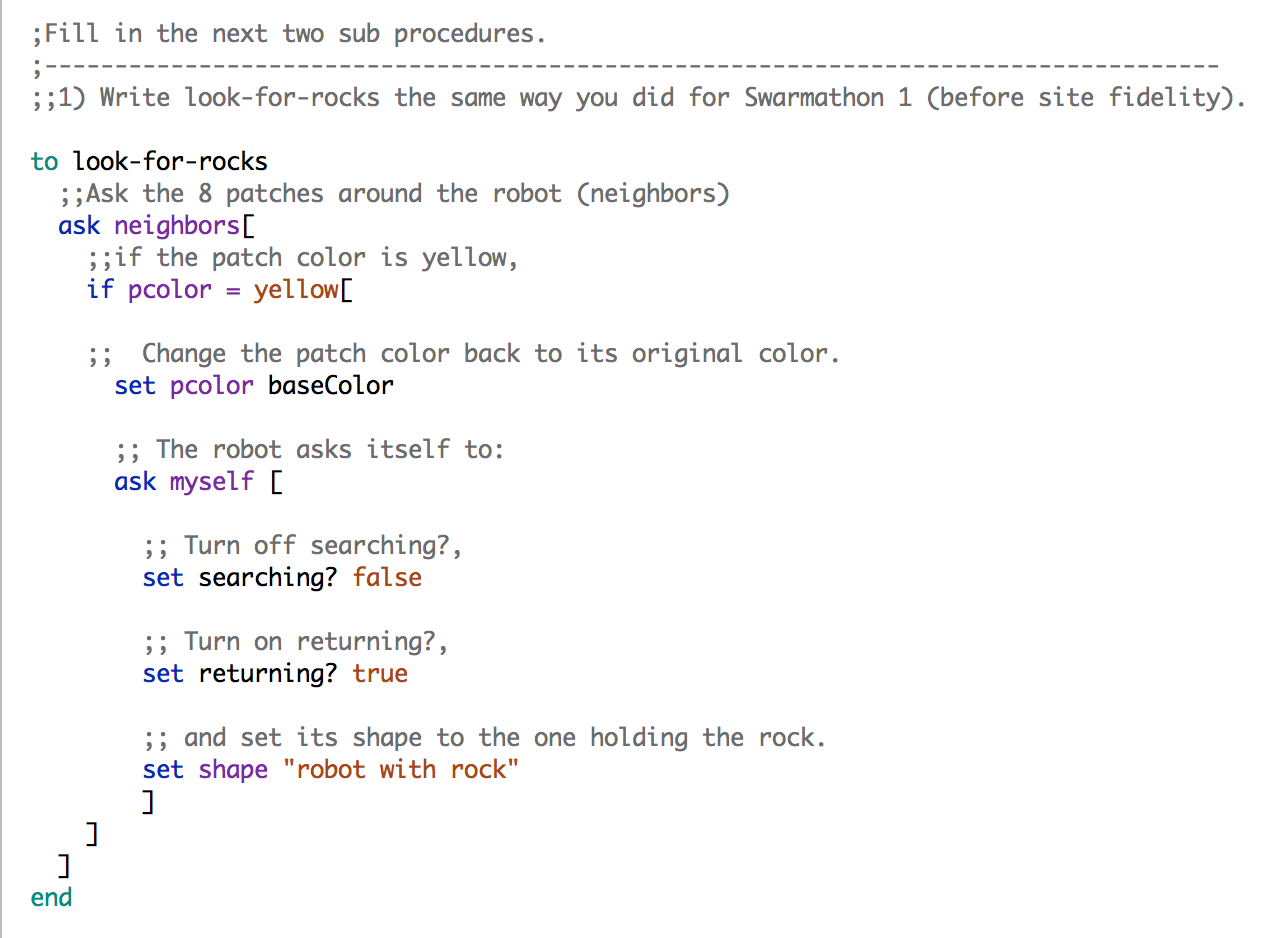 ;Fill in the next two sub procedures.
;------------------------------------------------------------------------------------
;;1) Write look-for-rocks the same way you did for Swarmathon 1 (before site fidelity).
to look-for-rocks
;;Ask the 8 patches around the robot (neighbors)
ask neighbors[
;;if the patch color is yellow,
if pcolor = yellow[
;;  Change the patch color back to its original color.
set pcolor baseColor
;; The robot asks itself to:
ask myself [
;; Turn off searching?,
set searching? false
;; Turn on returning?,
set returning? true
;; and set its shape to the one holding the rock.
set shape "robot with rock"
]
]
]
end